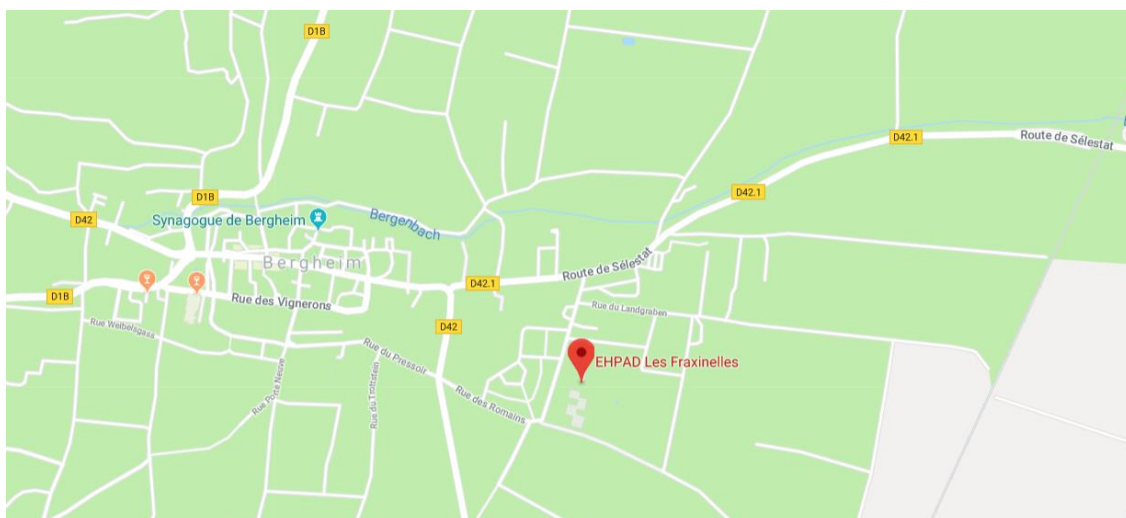 D1B
D42.1
Route de Sélestat
D42.1
D1B
D42
Synagogue de Bergheim
Bergenbach
Bergheim
Route de Sélestat
D42.1
D1B
Rue des Vignerons
Rue du Landgraben
D42
Rue Weibelsgass
Rue du Pressoir
EHPAD Les Fraxinelles
Rue Porte Neuve
Rue du Trottstein
Rue des Romains